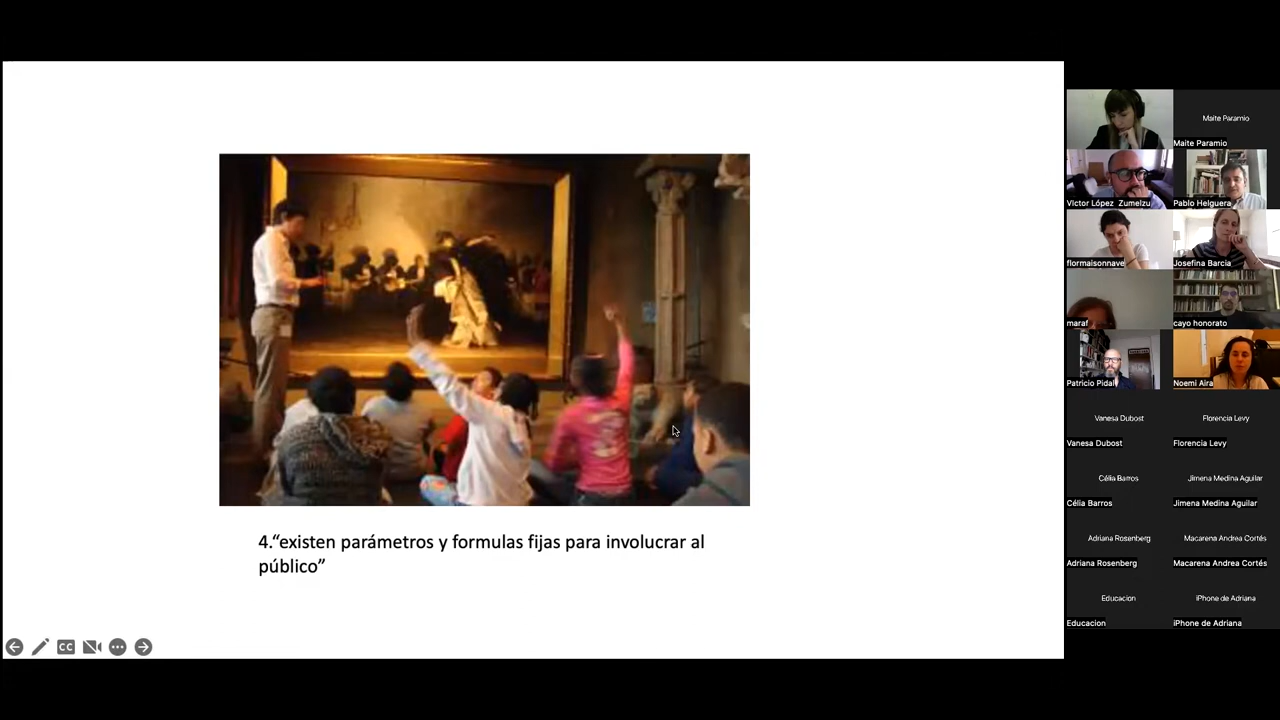 4.“existen parámetros y formulas fijas para involucrar al
público”
CC
Maite Paramio
Maite Paramio
Victor López Zumelzu
Pablo Helguera
flormaisonnave
Josefina Barcia
maraf
cayo honorato
Patricio Pidal
Noemi Aira
Vanesa Dubost
Florencia Levy
Vanesa Dubost
Florencia Levy
Célia Barros
Jimena Medina Aguilar
Célia Barros
Jimena Medina Aguilar
Adriana Rosenberg
Macarena Andrea Cortés
Adriana Rosenberg
Macarena Andrea Cortés
Educacion
iPhone de Adriana
Educacion
iPhone de Adriana